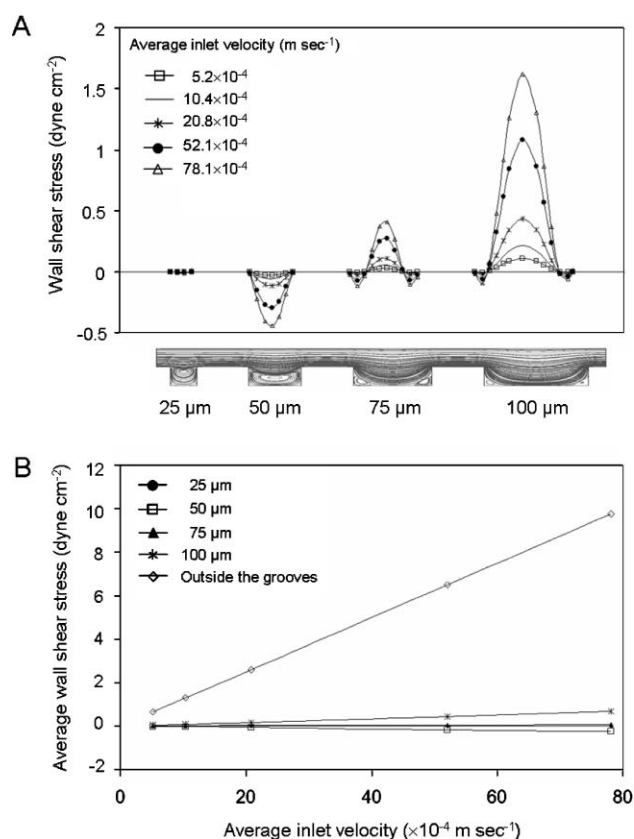 A
Average inlet velocity (m sec⁻¹)
5.2×10⁻⁴
10.4×10⁻⁴
20.8×10⁻⁴
52.1×10⁻⁴
78.1×10⁻⁴
Wall shear stress (dyne cm⁻²)
2
1.5
1
0.5
0
-0.5
25 µm 50 µm 75 µm 100 µm
B
25 µm
50 µm
75 µm
100 µm
Outside the grooves
Average wall shear stress (dyne cm⁻²)
12
10
8
6
4
2
0
-2
0 20 40 60 80
Average inlet velocity (×10⁻⁴ m sec⁻¹)